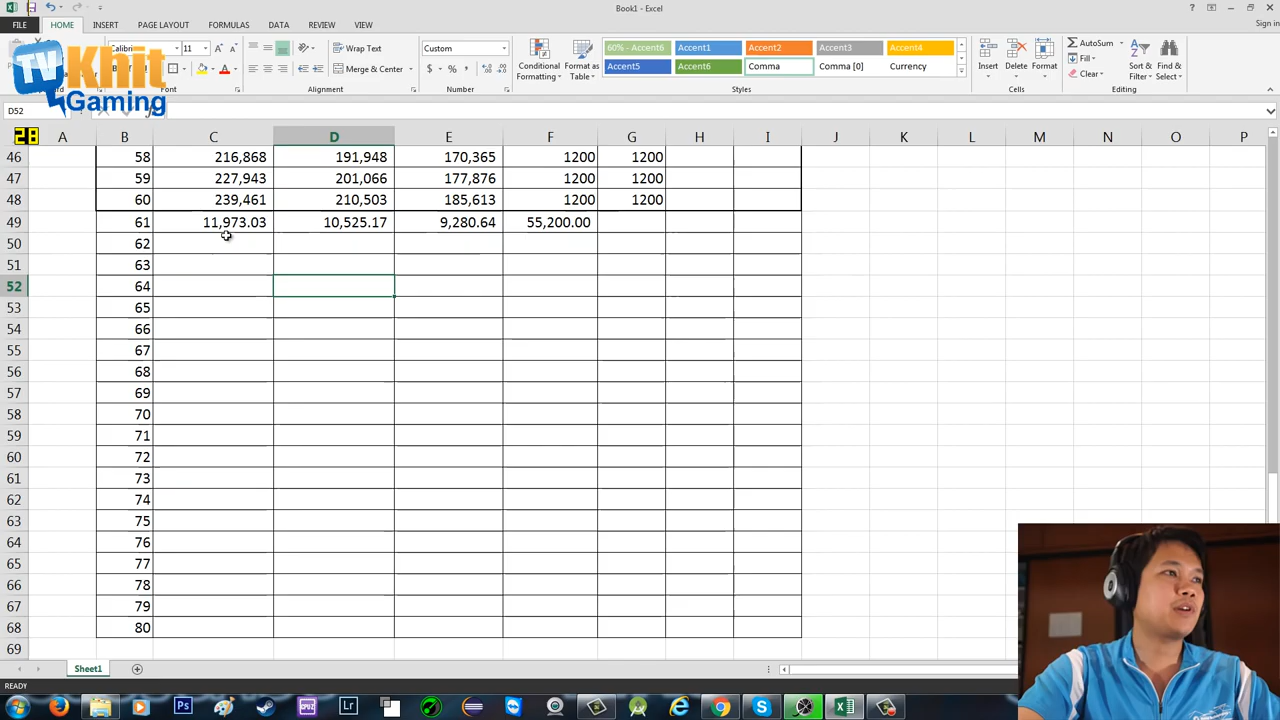 Book1 - Excel
Sign in
FILE HOME INSERT PAGE LAYOUT FORMULAS DATA REVIEW VIEW
TV Khit Gaming
Calibri 11 Wrap Text Custom 60% - Accent6 Accent1 Accent2 Accent3 Accent4 AutoSum
Merge & Center $ % Conditional Formatting Format as Table Accent5 Accent6 Comma Comma [0] Currency Insert Delete Format Fill Clear Sort & Filter Find & Select
Font Alignment Number Styles Cells Editing
D52
28
A B C D E F G H I J K L M N O P
46 58 216,868 191,948 170,365 1200 1200
47 59 227,943 201,066 177,876 1200 1200
48 60 239,461 210,503 185,613 1200 1200
49 61 11,973.03 10,525.17 9,280.64 55,200.00
50 62
51 63
52 64
53 65
54 66
55 67
56 68
57 69
58 70
59 71
60 72
61 73
62 74
63 75
64 76
65 77
66 78
67 79
68 80
69
Sheet1
READY
Ps Lr